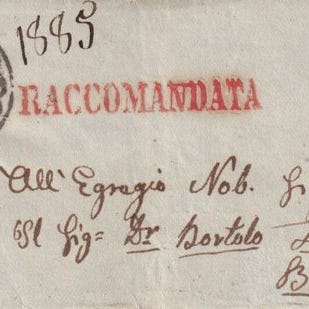 1885
RACCOMANDATA
All' Egregio Nob.
Sig= Dr Bortolo